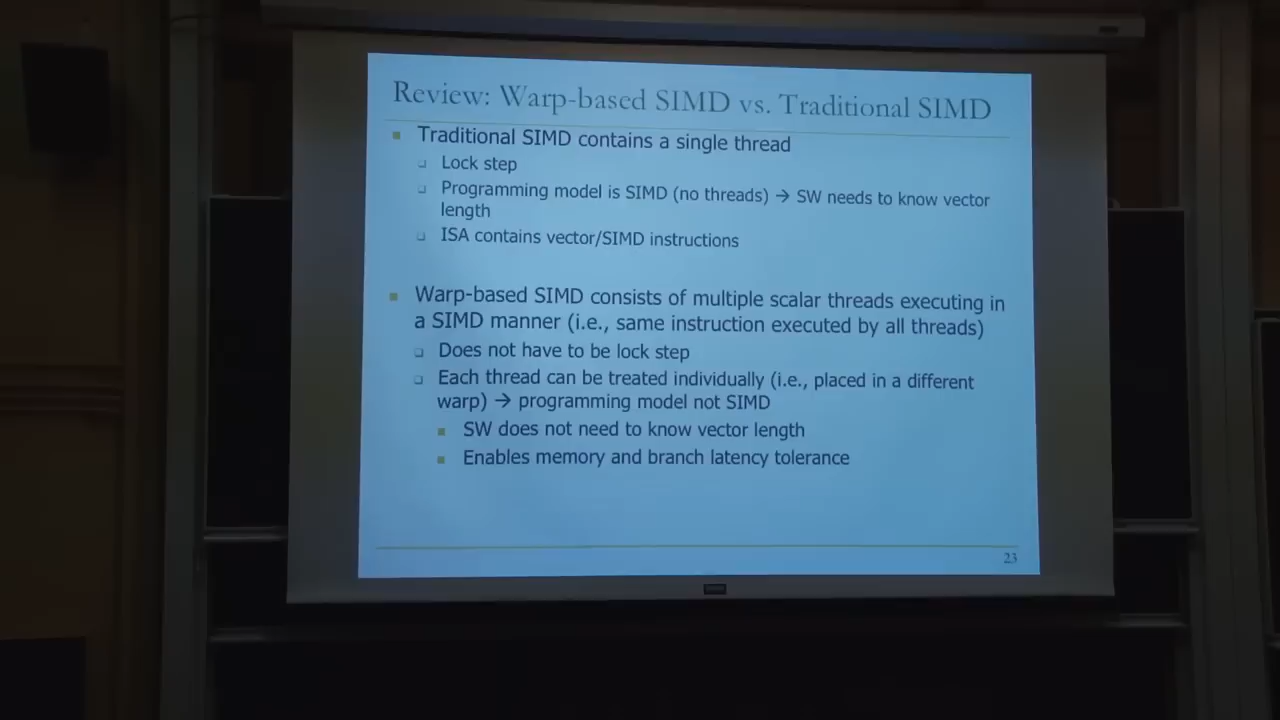 Review: Warp-based SIMD vs. Traditional SIMD
Traditional SIMD contains a single thread
Lock step
Programming model is SIMD (no threads) → SW needs to know vector
length
ISA contains vector/SIMD instructions
Warp-based SIMD consists of multiple scalar threads executing in
a SIMD manner (i.e., same instruction executed by all threads)
Does not have to be lock step
Each thread can be treated individually (i.e., placed in a different
warp) → programming model not SIMD
SW does not need to know vector length
Enables memory and branch latency tolerance
23